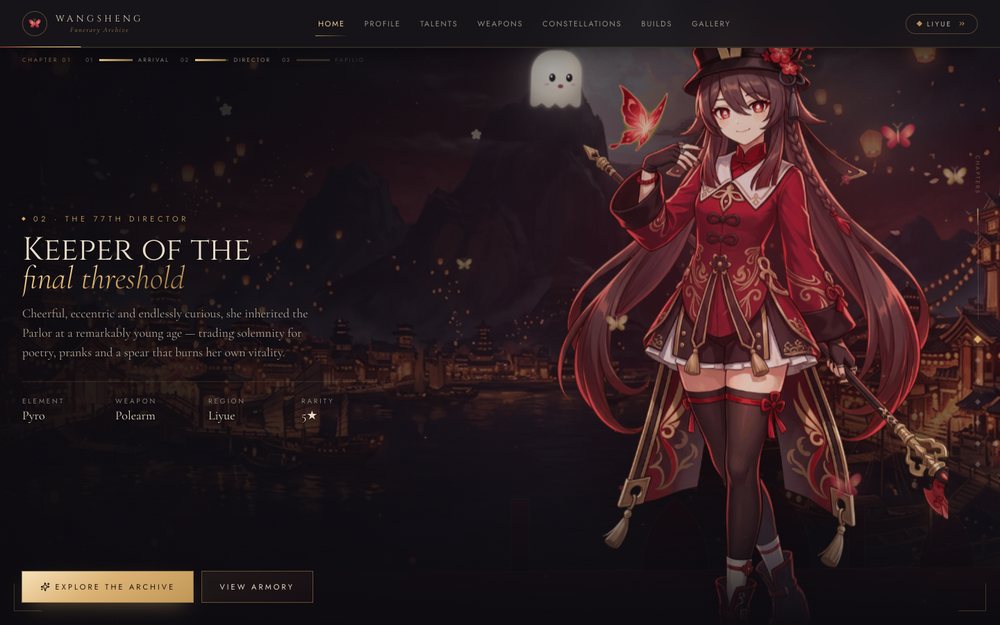 WANGSHENG
Funerary Archive
HOME PROFILE TALENTS WEAPONS CONSTELLATIONS BUILDS GALLERY
LIYUE
CHAPTER 01 01 ARRIVAL 02 DIRECTOR 03 PAPILIO
CHAPTERS
02 · THE 77TH DIRECTOR
KEEPER OF THE
final threshold
Cheerful, eccentric and endlessly curious, she inherited the
Parlor at a remarkably young age — trading solemnity for
poetry, pranks and a spear that burns her own vitality.
ELEMENT WEAPON REGION RARITY
Pyro Polearm Liyue 5★
EXPLORE THE ARCHIVE VIEW ARMORY